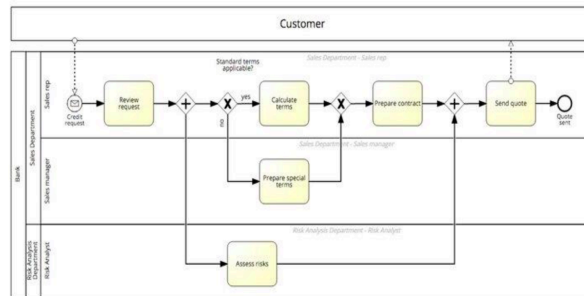 Customer
Standard terms
applicable?
Sales Department - Sales rep
Bank
Sales Department
Sales rep
Credit
request
Review
request
yes
no
Calculate
terms
Prepare contract
Send quote
Quote
sent
Sales Department - Sales manager
Sales manager
Prepare special
terms
Risk Analysis Department - Risk Analyst
Risk Analysis
Department
Risk Analyst
Assess risks